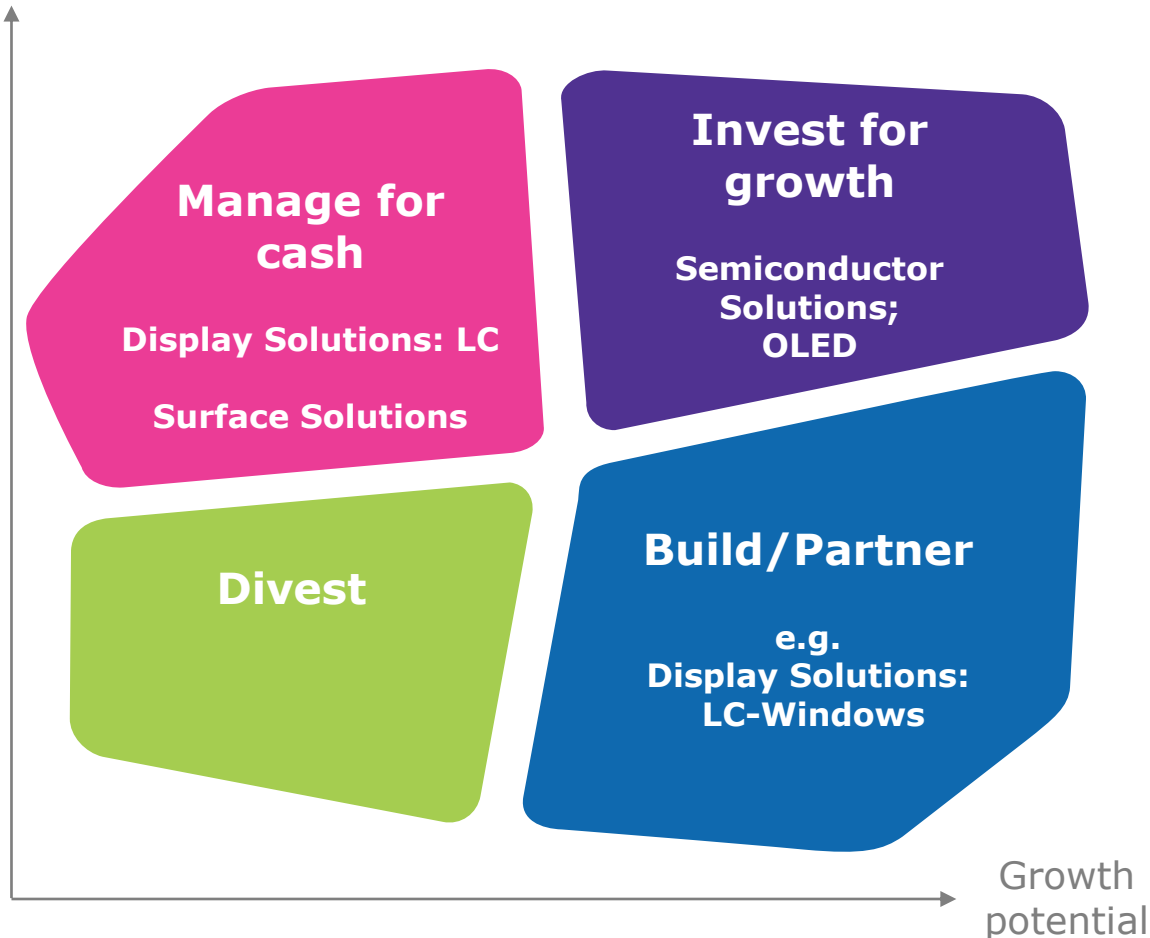 Manage for
cash
Display Solutions: LC
Surface Solutions
Invest for
growth
Semiconductor
Solutions;
OLED
Divest
Build/Partner
e.g.
Display Solutions:
LC-Windows
Growth
potential